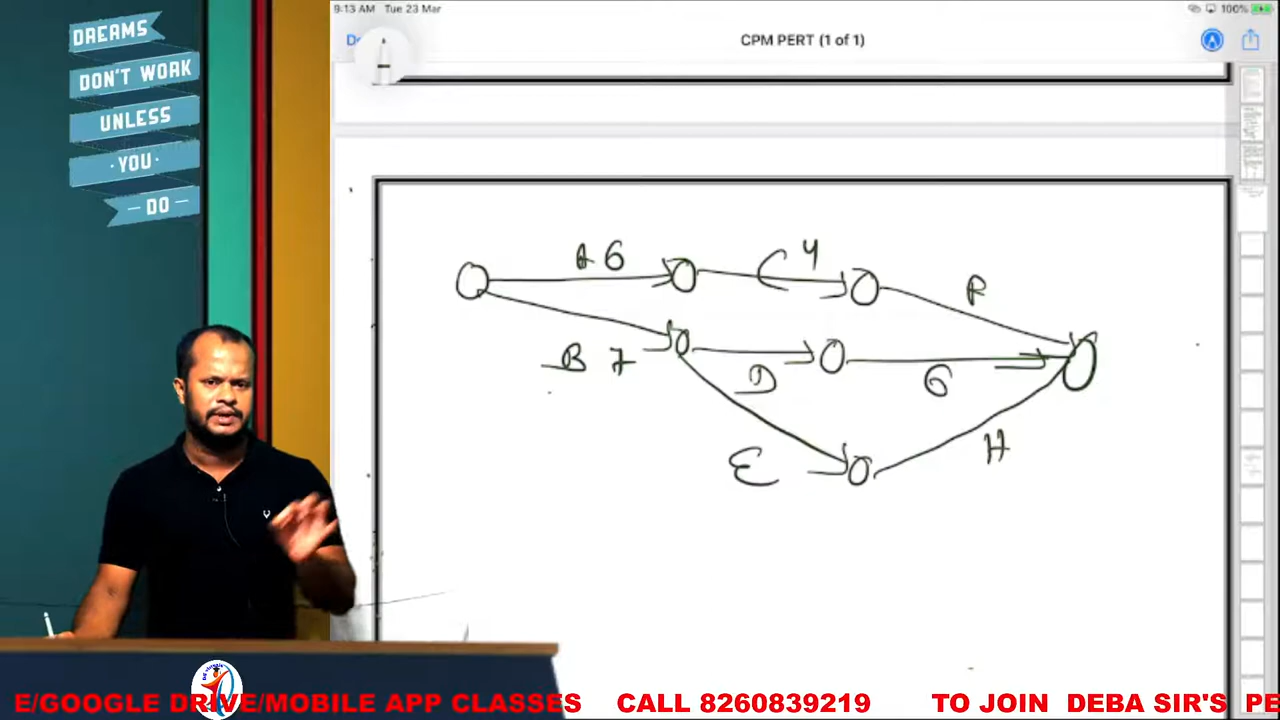 9:13 AM Tue 23 Mar
100%
CPM PERT (1 of 1)
DREAMS
DON'T WORK
UNLESS
·YOU·
— DO —
A 6
C 4
B 7
D
G
E
H
E/GOOGLE DRIVE/MOBILE APP CLASSES CALL 8260839219 TO JOIN DEBA SIR'S PE